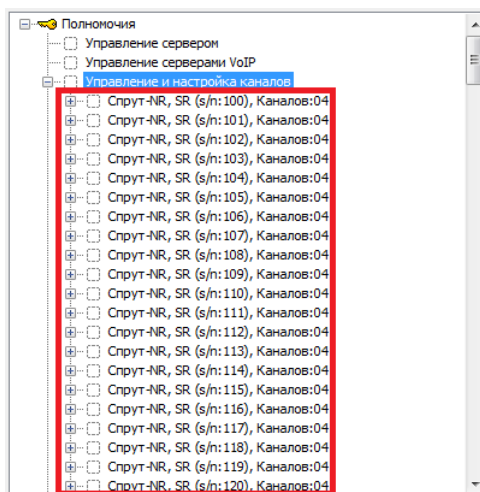 Полномочия
Управление сервером
Управление серверами VoIP
Управление и настройка каналов
Спрут-NR, SR (s/n:100), Каналов:04
Спрут-NR, SR (s/n:101), Каналов:04
Спрут-NR, SR (s/n:102), Каналов:04
Спрут-NR, SR (s/n:103), Каналов:04
Спрут-NR, SR (s/n:104), Каналов:04
Спрут-NR, SR (s/n:105), Каналов:04
Спрут-NR, SR (s/n:106), Каналов:04
Спрут-NR, SR (s/n:107), Каналов:04
Спрут-NR, SR (s/n:108), Каналов:04
Спрут-NR, SR (s/n:109), Каналов:04
Спрут-NR, SR (s/n:110), Каналов:04
Спрут-NR, SR (s/n:111), Каналов:04
Спрут-NR, SR (s/n:112), Каналов:04
Спрут-NR, SR (s/n:113), Каналов:04
Спрут-NR, SR (s/n:114), Каналов:04
Спрут-NR, SR (s/n:115), Каналов:04
Спрут-NR, SR (s/n:116), Каналов:04
Спрут-NR, SR (s/n:117), Каналов:04
Спрут-NR, SR (s/n:118), Каналов:04
Спрут-NR, SR (s/n:119), Каналов:04
Спрут-NR, SR (s/n:120), Каналов:04